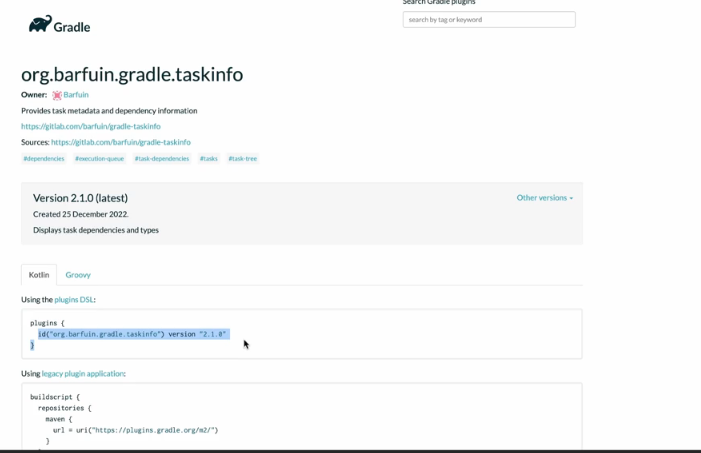 Search Gradle plugins
search by tag or keyword
Gradle
org.barfuin.gradle.taskinfo
Owner: Barfuin
Provides task metadata and dependency information
https://gitlab.com/barfuin/gradle-taskinfo
Sources: https://gitlab.com/barfuin/gradle-taskinfo
#dependencies #execution-queue #task-dependencies #tasks #task-tree
Version 2.1.0 (latest)
Other versions
Created 25 December 2022.
Displays task dependencies and types
Kotlin Groovy
Using the plugins DSL:
plugins {
id("org.barfuin.gradle.taskinfo") version "2.1.0"
}
Using legacy plugin application:
buildscript {
repositories {
maven {
url = uri("https://plugins.gradle.org/m2/")
}